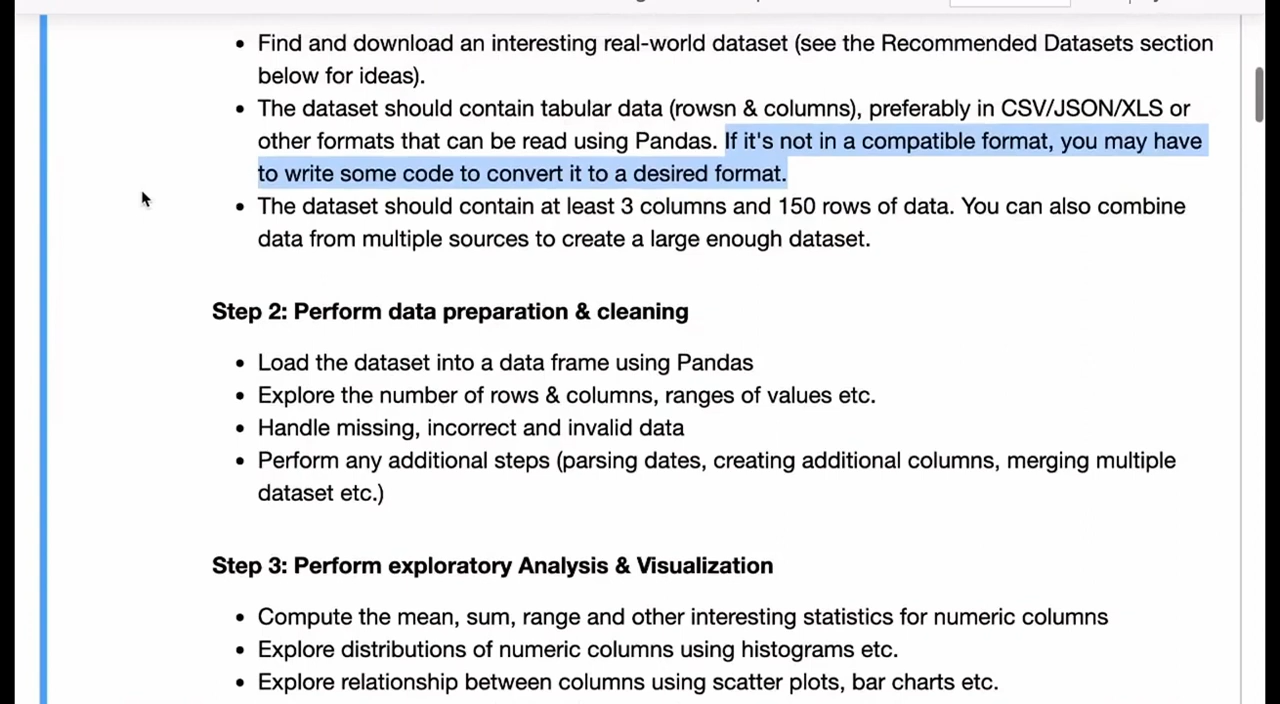 Find and download an interesting real-world dataset (see the Recommended Datasets section
below for ideas).
The dataset should contain tabular data (rowsn & columns), preferably in CSV/JSON/XLS or
other formats that can be read using Pandas. If it's not in a compatible format, you may have
to write some code to convert it to a desired format.
The dataset should contain at least 3 columns and 150 rows of data. You can also combine
data from multiple sources to create a large enough dataset.
Step 2: Perform data preparation & cleaning
Load the dataset into a data frame using Pandas
Explore the number of rows & columns, ranges of values etc.
Handle missing, incorrect and invalid data
Perform any additional steps (parsing dates, creating additional columns, merging multiple
dataset etc.)
Step 3: Perform exploratory Analysis & Visualization
Compute the mean, sum, range and other interesting statistics for numeric columns
Explore distributions of numeric columns using histograms etc.
Explore relationship between columns using scatter plots, bar charts etc.